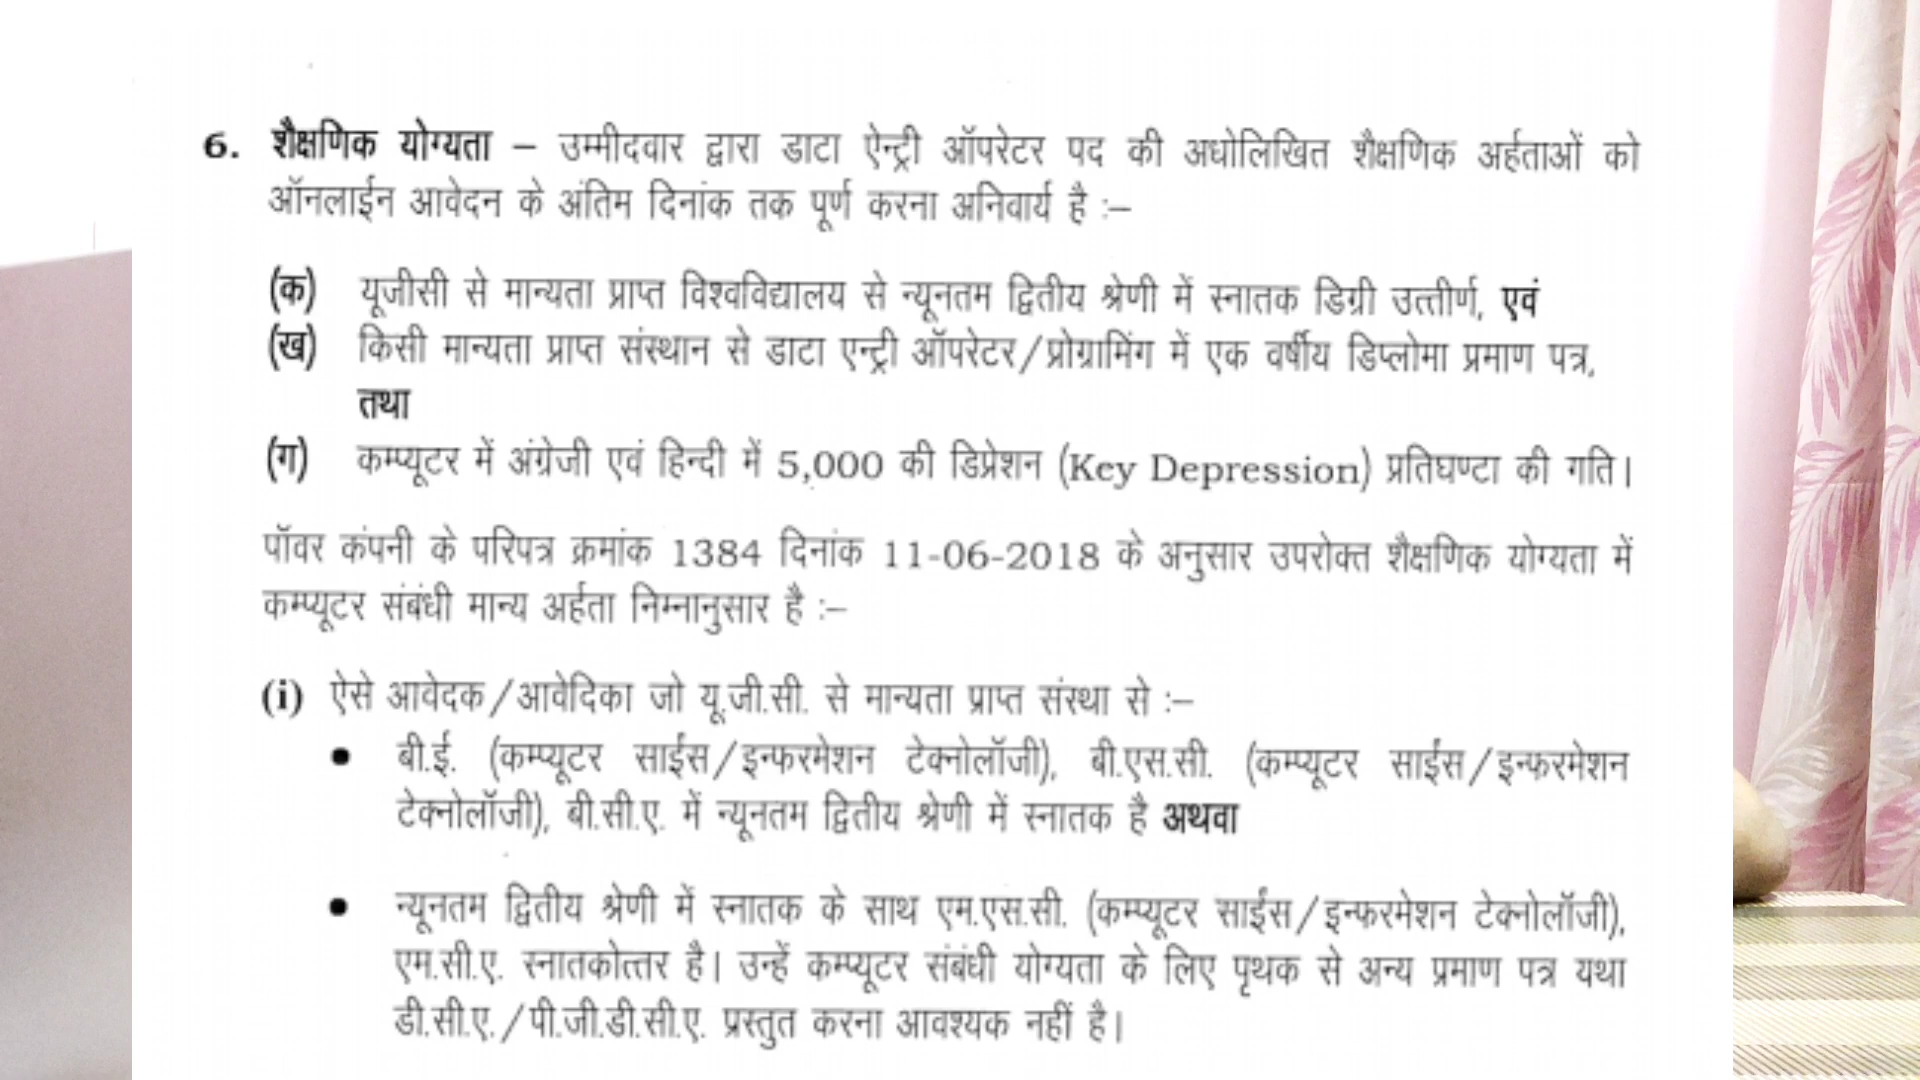 6. शैक्षणिक योग्यता – उम्मीदवार द्वारा डाटा ऐन्ट्री ऑपरेटर पद की अधोलिखित शैक्षणिक अर्हताओं को
ऑनलाईन आवेदन के अंतिम दिनांक तक पूर्ण करना अनिवार्य है :–
(क) यूजीसी से मान्यता प्राप्त विश्वविद्यालय से न्यूनतम द्वितीय श्रेणी में स्नातक डिग्री उत्तीर्ण, एवं
(ख) किसी मान्यता प्राप्त संस्थान से डाटा एन्ट्री ऑपरेटर/प्रोग्रामिंग में एक वर्षीय डिप्लोमा प्रमाण पत्र,
तथा
(ग) कम्प्यूटर में अंग्रेजी एवं हिन्दी में 5,000 की डिप्रेशन (Key Depression) प्रतिघण्टा की गति।
पॉवर कंपनी के परिपत्र क्रमांक 1384 दिनांक 11-06-2018 के अनुसार उपरोक्त शैक्षणिक योग्यता में
कम्प्यूटर संबंधी मान्य अर्हता निम्नानुसार है :–
(i) ऐसे आवेदक/आवेदिका जो यू.जी.सी. से मान्यता प्राप्त संस्था से :–
• बी.ई. (कम्प्यूटर साईंस/इन्फरमेशन टेक्नोलॉजी), बी.एस.सी. (कम्प्यूटर साईंस/इन्फरमेशन
टेक्नोलॉजी), बी.सी.ए. में न्यूनतम द्वितीय श्रेणी में स्नातक है अथवा
• न्यूनतम द्वितीय श्रेणी में स्नातक के साथ एम.एस.सी. (कम्प्यूटर साईंस/इन्फरमेशन टेक्नोलॉजी),
एम.सी.ए. स्नातकोत्तर है। उन्हें कम्प्यूटर संबंधी योग्यता के लिए पृथक से अन्य प्रमाण पत्र यथा
डी.सी.ए./पी.जी.डी.सी.ए. प्रस्तुत करना आवश्यक नहीं है।